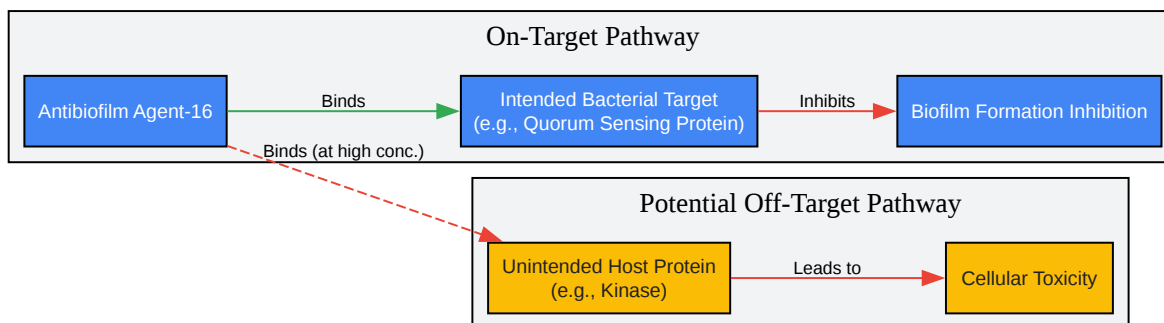 On-Target Pathway
Antibiofilm Agent-16
Binds
Intended Bacterial Target
(e.g., Quorum Sensing Protein)
Inhibits
Biofilm Formation Inhibition
Binds (at high conc.)
Potential Off-Target Pathway
Unintended Host Protein
(e.g., Kinase)
Leads to
Cellular Toxicity